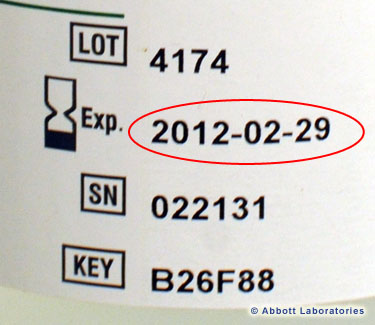 LOT 4174
Exp. 2012-02-29
SN 022131
KEY B26F88
© Abbott Laboratories